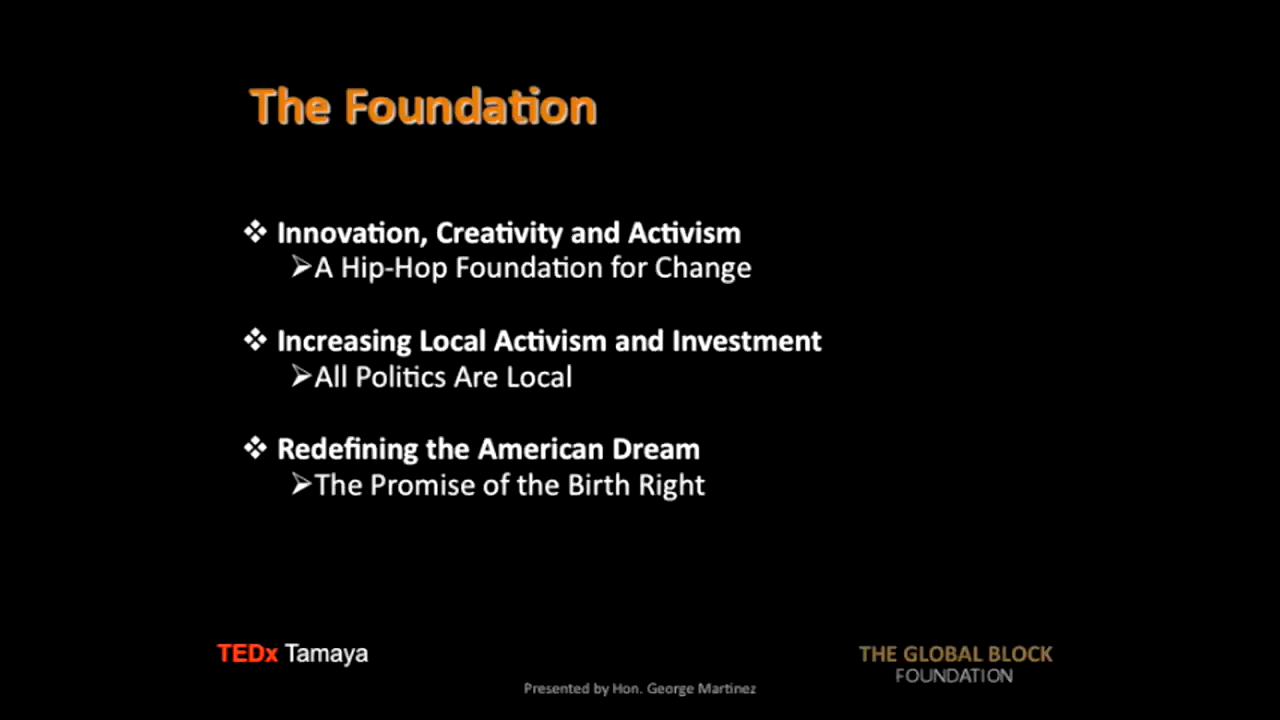 The Foundation
❖ Innovation, Creativity and Activism
➢A Hip-Hop Foundation for Change
❖ Increasing Local Activism and Investment
➢All Politics Are Local
❖ Redefining the American Dream
➢The Promise of the Birth Right
TEDx Tamaya
THE GLOBAL BLOCK
FOUNDATION
Presented by Hon. George Martinez